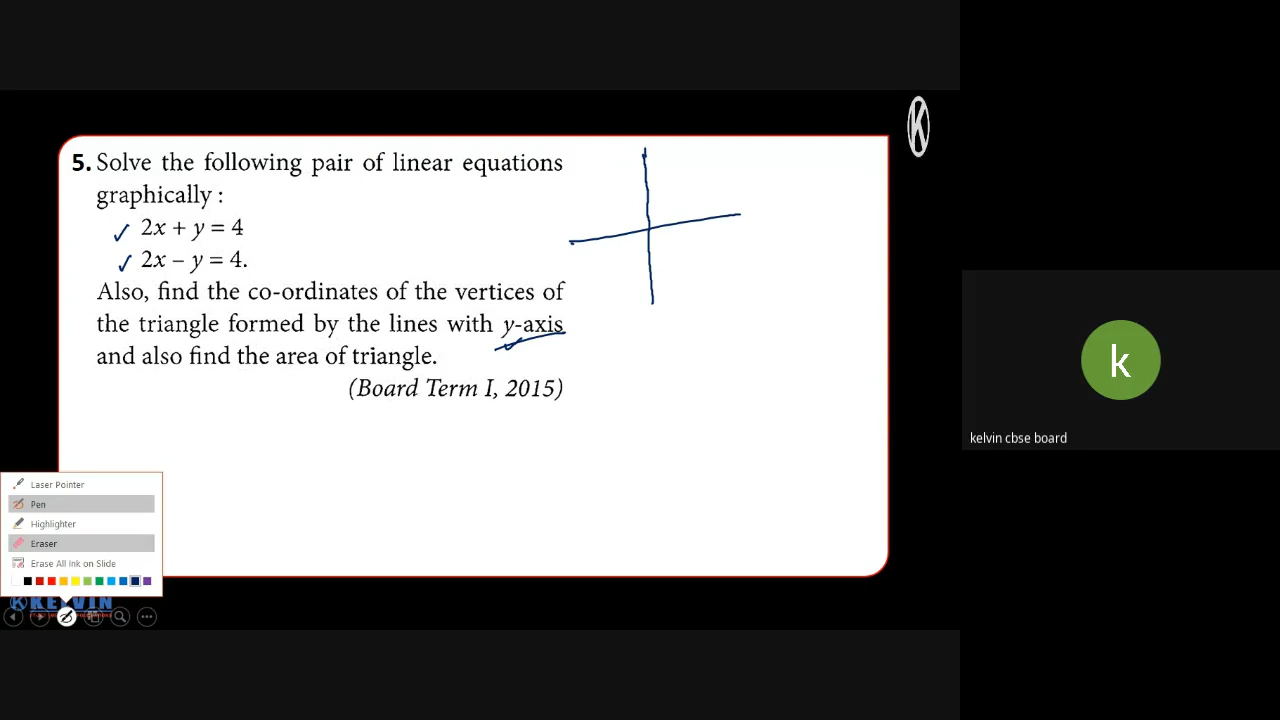 5. Solve the following pair of linear equations
graphically :
2x + y = 4
2x – y = 4.
Also, find the co-ordinates of the vertices of
the triangle formed by the lines with y-axis
and also find the area of triangle.
(Board Term I, 2015)
K
k
kelvin cbse board
Laser Pointer
Pen
Highlighter
Eraser
Erase All Ink on Slide
KELVIN